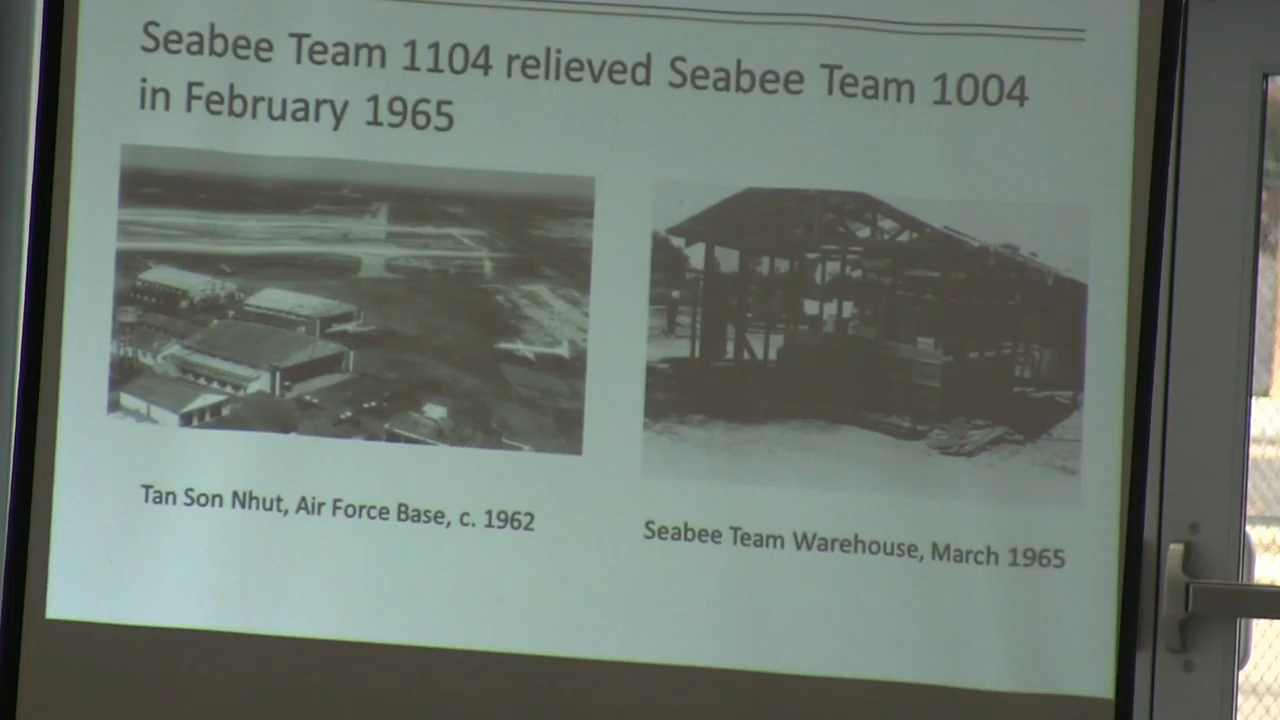 Seabee Team 1104 relieved Seabee Team 1004
in February 1965
Tan Son Nhut, Air Force Base, c. 1962
Seabee Team Warehouse, March 1965